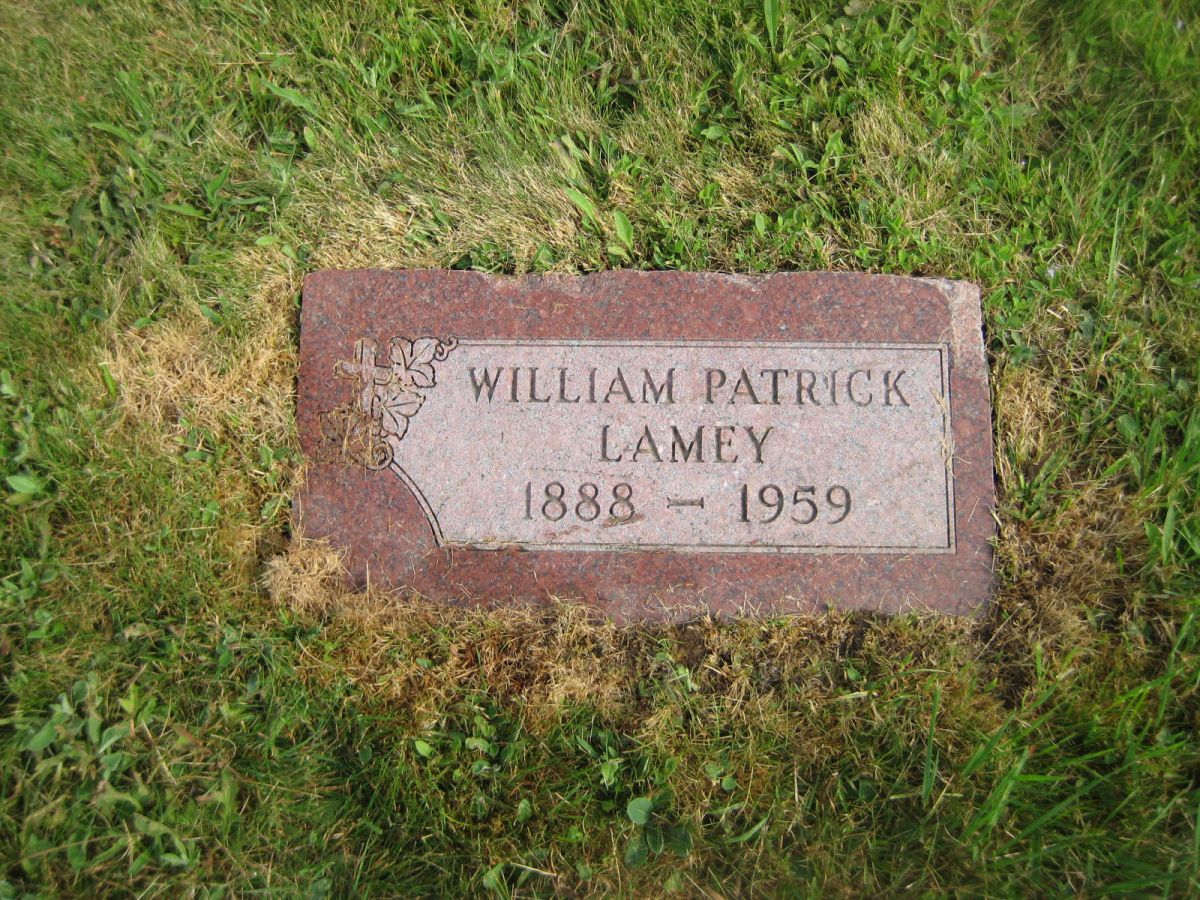 WILLIAM PATRICK
LAMEY
1888 - 1959